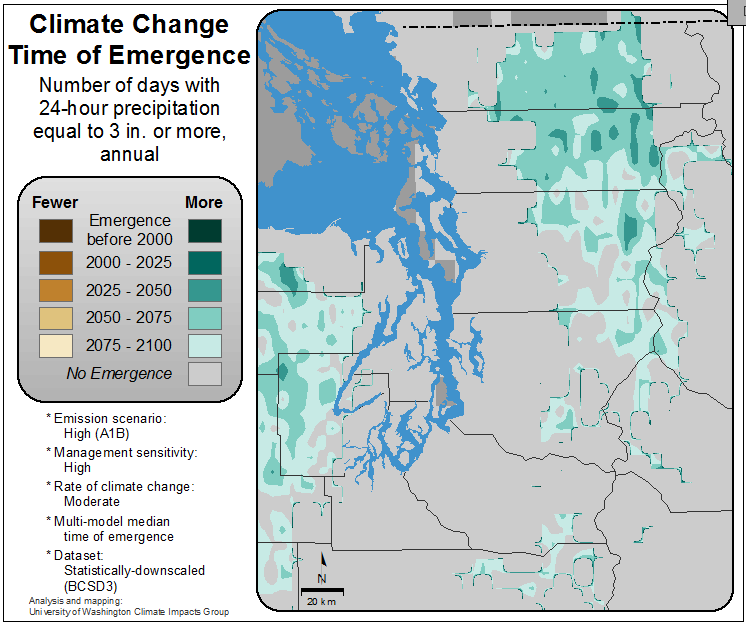 Climate Change
Time of Emergence
Number of days with
24-hour precipitation
equal to 3 in. or more,
annual
Fewer More
Emergence
before 2000
2000 - 2025
2025 - 2050
2050 - 2075
2075 - 2100
No Emergence
* Emission scenario:
High (A1B)
* Management sensitivity:
High
* Rate of climate change:
Moderate
* Multi-model median
time of emergence
* Dataset:
Statistically-downscaled
(BCSD3)
Analysis and mapping:
University of Washington Climate Impacts Group
N
20 km